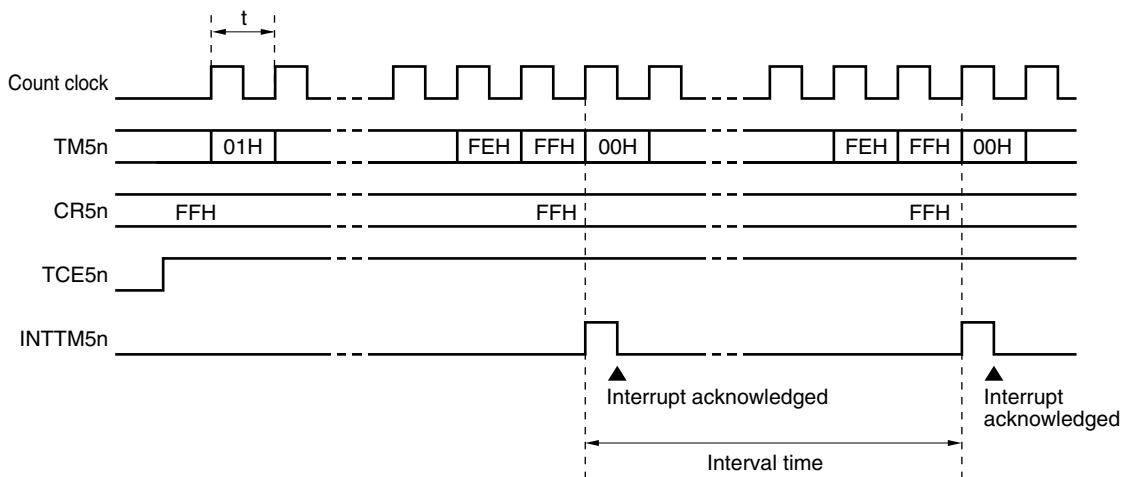 t
Count clock
TM5n 01H FEH FFH 00H FEH FFH 00H
CR5n FFH FFH FFH
TCE5n
INTTM5n
Interrupt acknowledged
Interrupt
acknowledged
Interval time